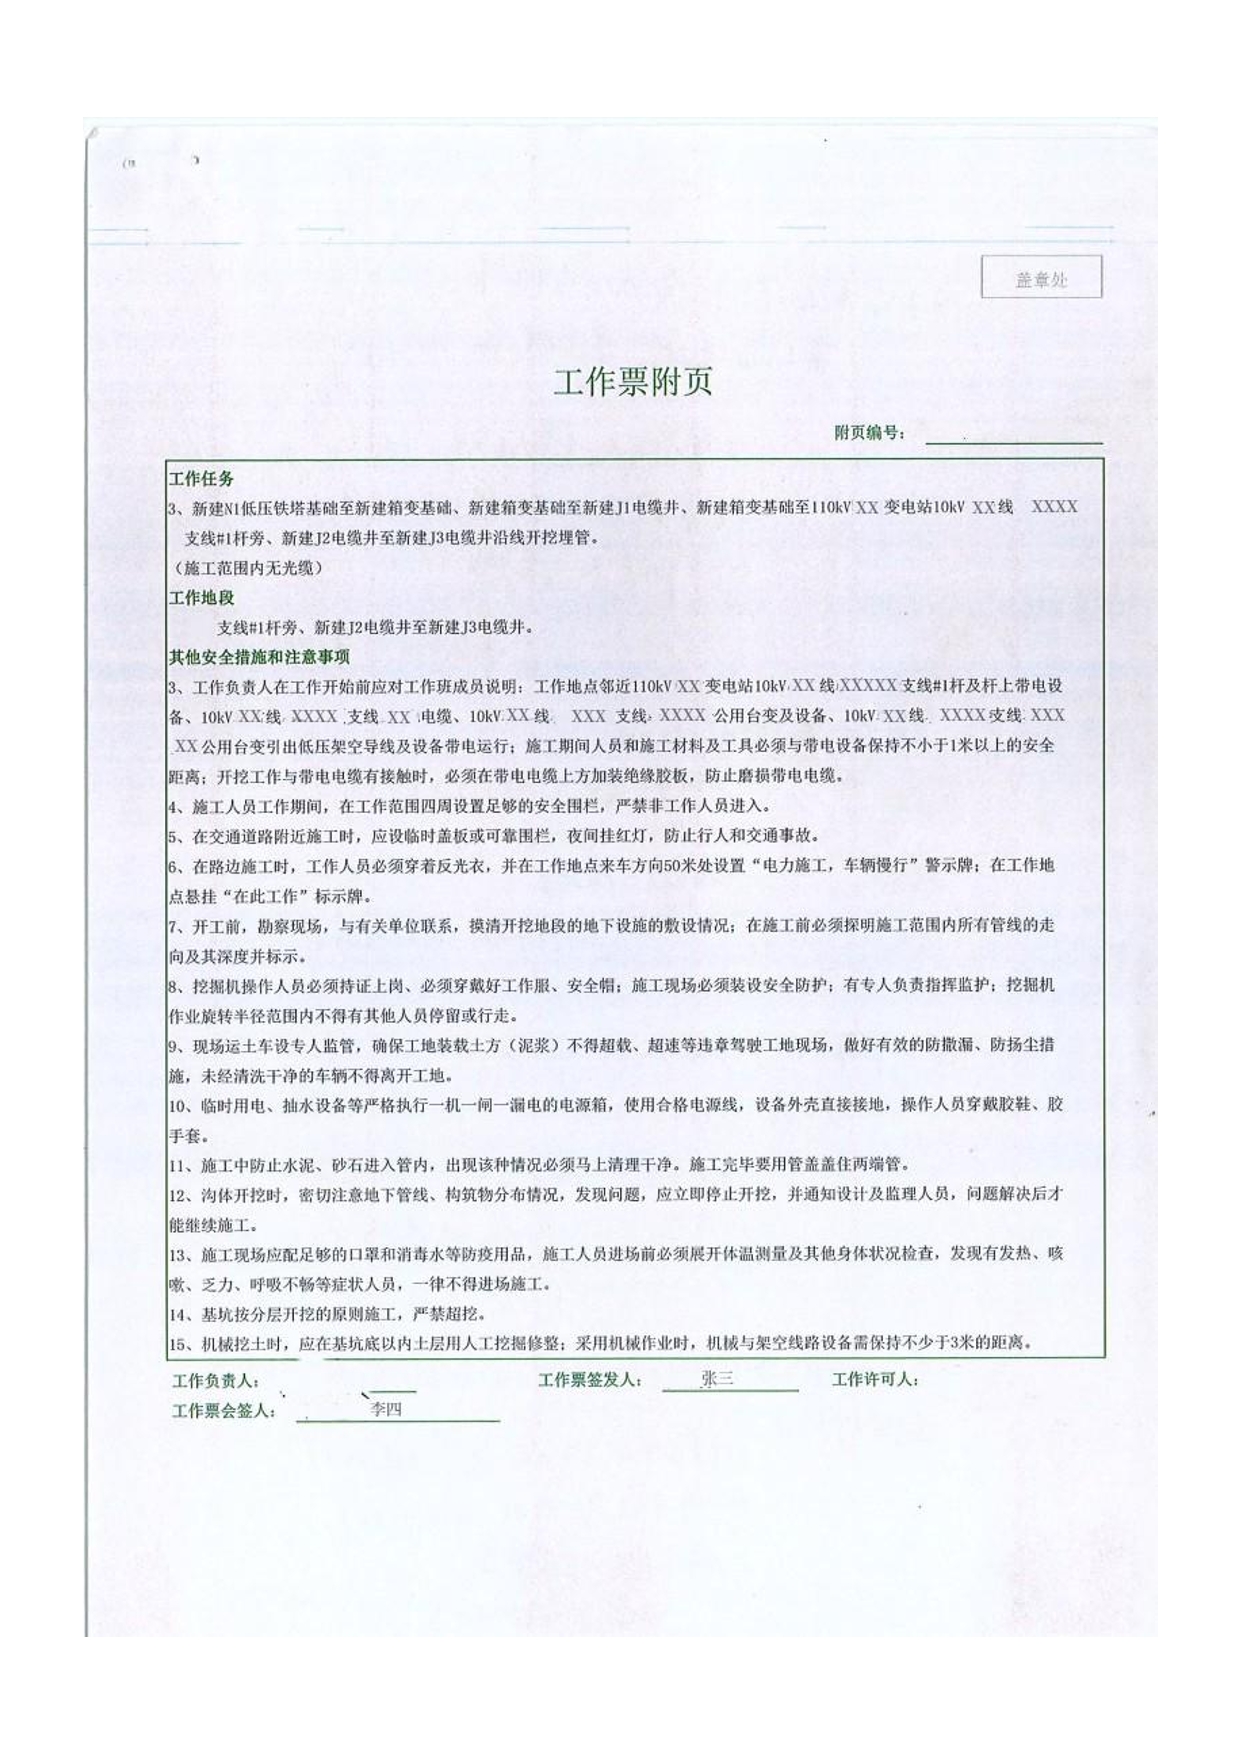 盖章处
工作票附页
附页编号：
工作任务
3、新建N1低压铁塔基础至新建箱变基础、新建箱变基础至新建J1电缆井、新建箱变基础至110kV XX 变电站10kV XX线 XXXX
支线#1杆旁、新建J2电缆井至新建J3电缆井沿线开挖埋管。
（施工范围内无光缆）
工作地段
支线#1杆旁、新建J2电缆井至新建J3电缆井。
其他安全措施和注意事项
3、工作负责人在工作开始前应对工作班成员说明：工作地点邻近110kV XX 变电站10kV XX 线 XXXXX 支线#1杆及杆上带电设
备、10kV XX 线 XXXX 支线 XX 电缆、10kV XX 线 XXX 支线 XXXX 公用台变及设备、10kV XX线 XXXX 支线 XXX
XX 公用台变引出低压架空导线及设备带电运行；施工期间人员和施工材料及工具必须与带电设备保持不小于1米以上的安全
距离；开挖工作与带电电缆有接触时，必须在带电电缆上方加装绝缘胶板，防止磨损带电电缆。
4、施工人员工作期间，在工作范围四周设置足够的安全围栏，严禁非工作人员进入。
5、在交通道路附近施工时，应设临时盖板或可靠围栏，夜间挂红灯，防止行人和交通事故。
6、在路边施工时，工作人员必须穿着反光衣，并在工作地点来车方向50米处设置“电力施工，车辆慢行”警示牌；在工作地
点悬挂“在此工作”标示牌。
7、开工前，勘察现场，与有关单位联系，摸清开挖地段的地下设施的敷设情况；在施工前必须探明施工范围内所有管线的走
向及其深度并标示。
8、挖掘机操作人员必须持证上岗、必须穿戴好工作服、安全帽；施工现场必须装设安全防护；有专人负责指挥监护；挖掘机
作业旋转半径范围内不得有其他人员停留或行走。
9、现场运土车设专人监管，确保工地装载土方（泥浆）不得超载、超速等违章驾驶工地现场，做好有效的防撒漏、防扬尘措
施，未经清洗干净的车辆不得离开工地。
10、临时用电、抽水设备等严格执行一机一闸一漏电的电源箱，使用合格电源线，设备外壳直接接地，操作人员穿戴胶鞋、胶
手套。
11、施工中防止水泥、砂石进入管内，出现该种情况必须马上清理干净。施工完毕要用管盖盖住两端管。
12、沟体开挖时，密切注意地下管线、构筑物分布情况，发现问题，应立即停止开挖，并通知设计及监理人员，问题解决后才
能继续施工。
13、施工现场应配足够的口罩和消毒水等防疫用品，施工人员进场前必须展开体温测量及其他身体状况检查，发现有发热、咳
嗽、乏力、呼吸不畅等症状人员，一律不得进场施工。
14、基坑按分层开挖的原则施工，严禁超挖。
15、机械挖土时，应在基坑底以内土层用人工挖掘修整；采用机械作业时，机械与架空线路设备需保持不少于3米的距离。
工作负责人： 工作票签发人： 张三 工作许可人：
工作票会签人： 李四